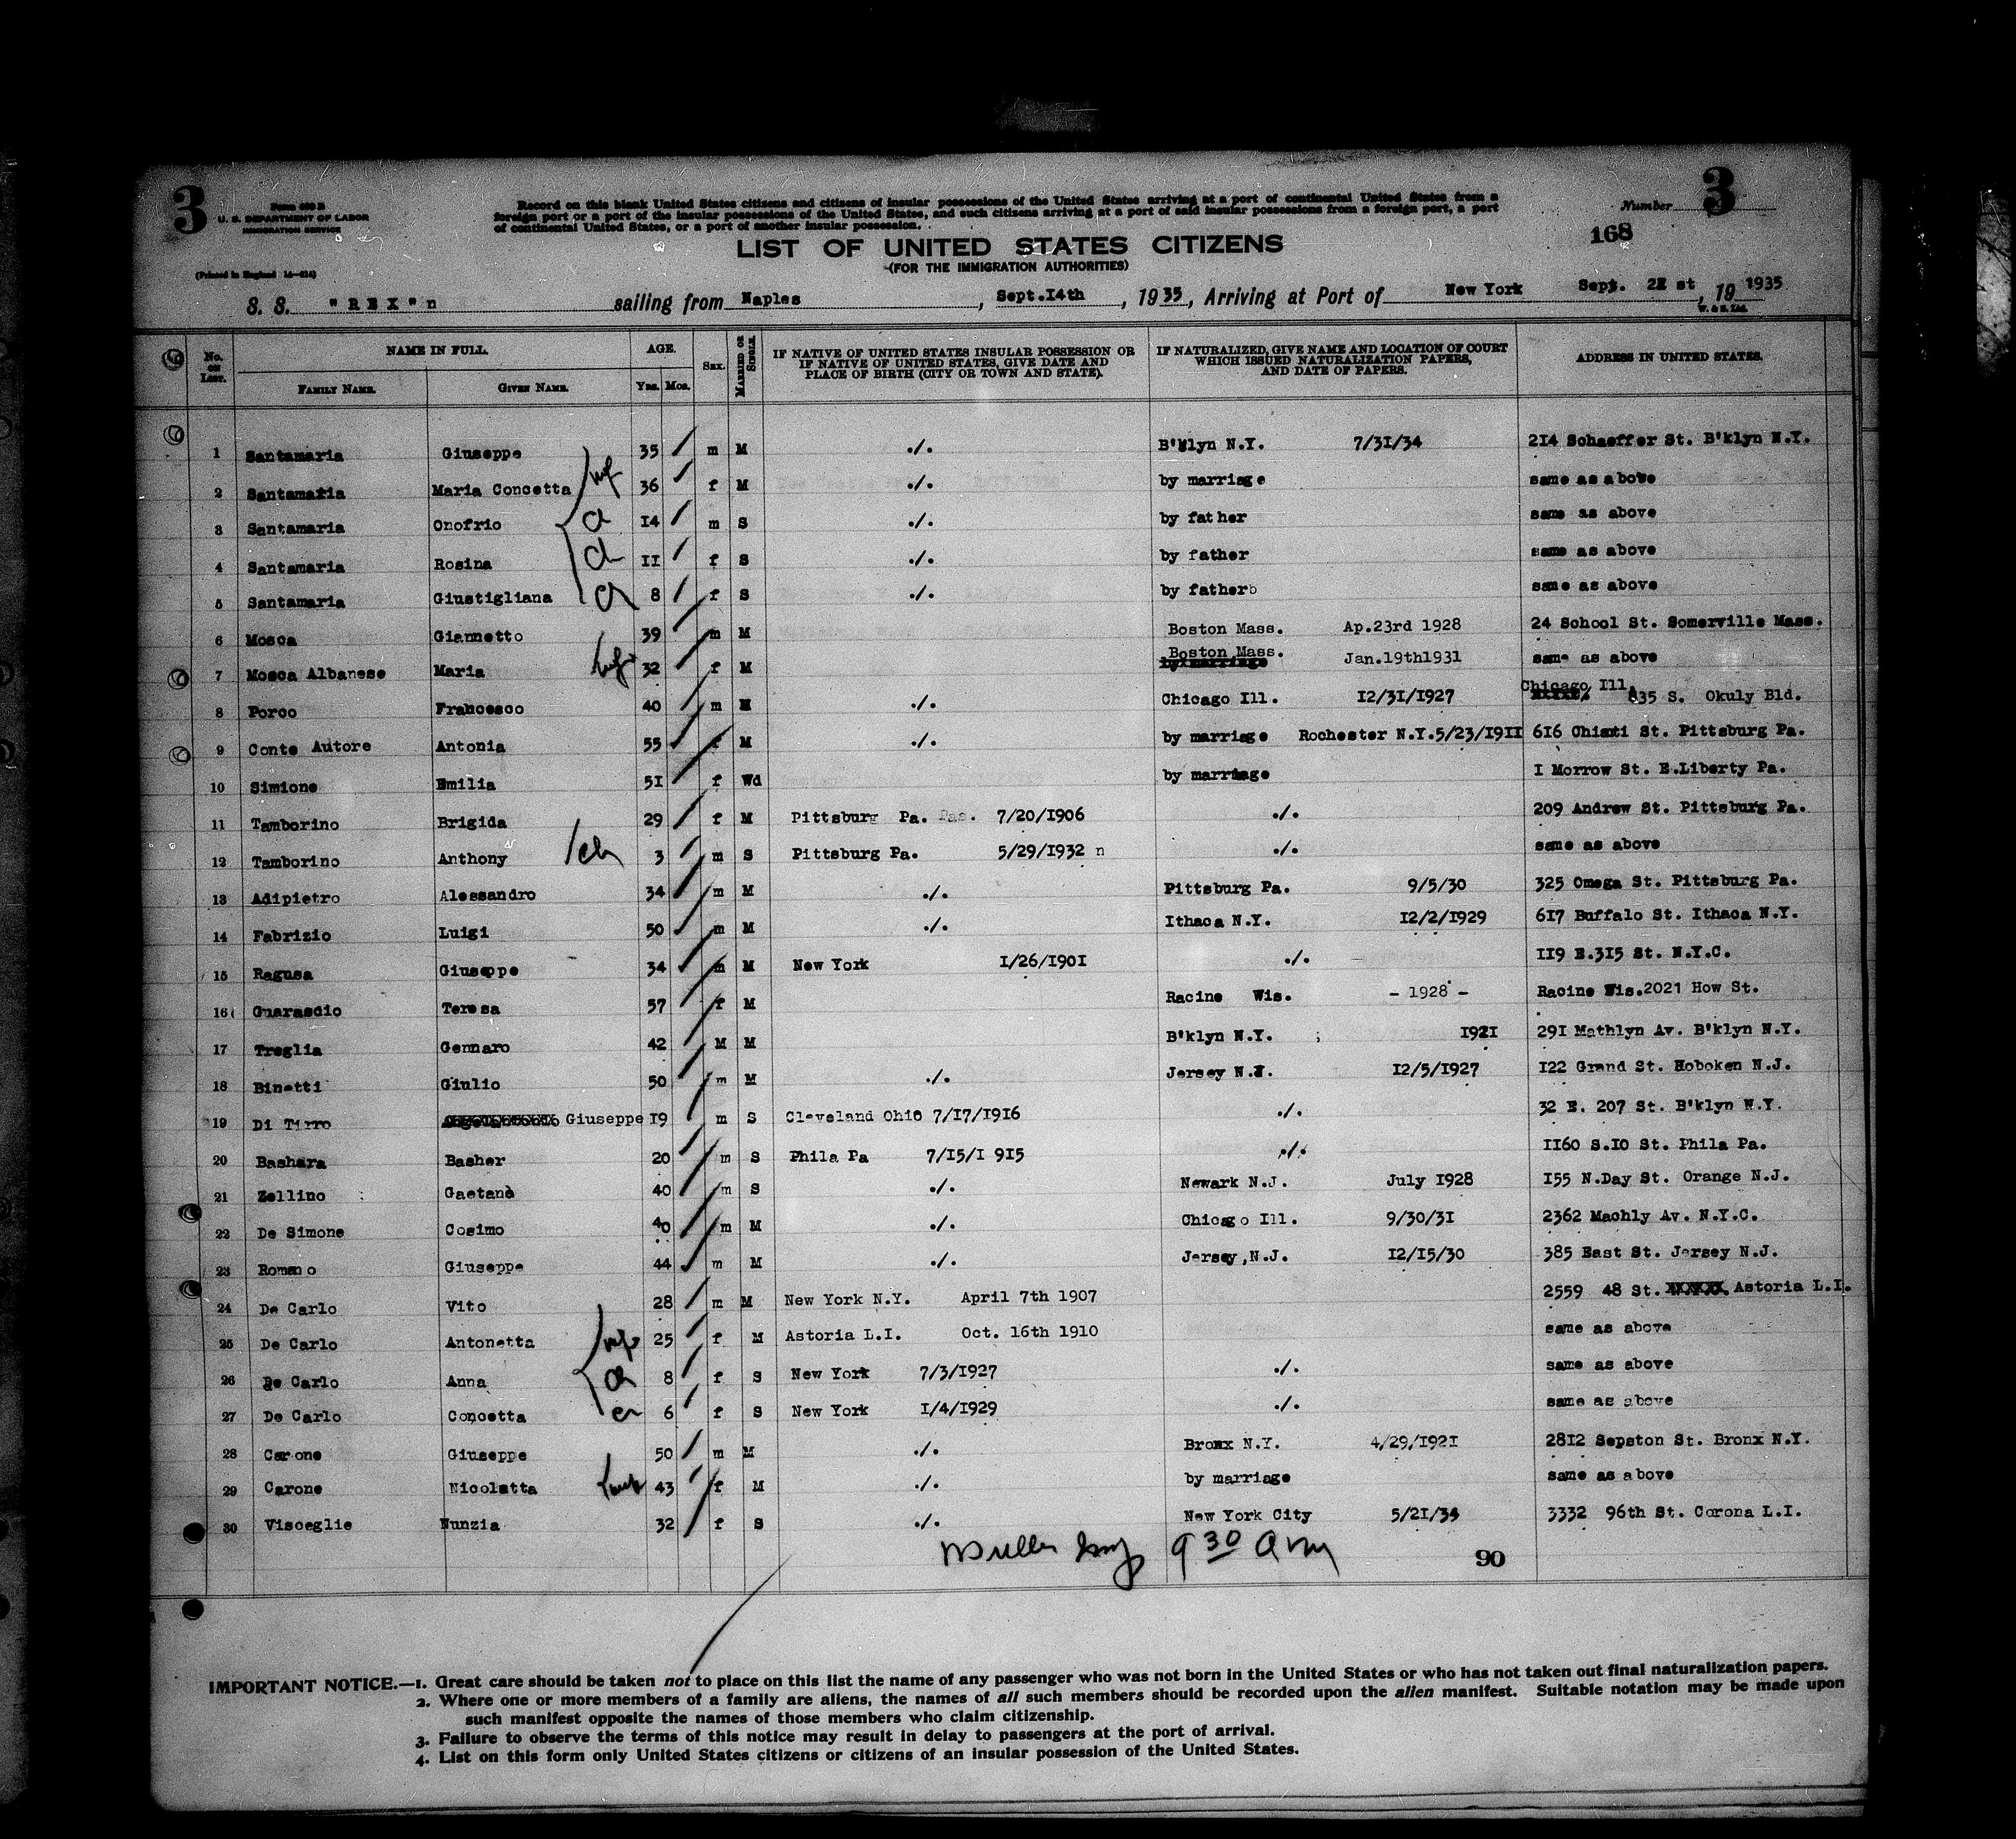 3
Form 630 B
U. S. DEPARTMENT OF LABOR
IMMIGRATION SERVICE
(Printed in England 14—414)
Record on this blank United States citizens and citizens of insular possessions of the United States arriving at a port of continental United States from a
foreign port or a port of the insular possessions of the United States, and such citizens arriving at a port of said insular possessions from a foreign port, a port
of continental United States, or a port of another insular possession.
Number 3
168
LIST OF UNITED STATES CITIZENS
(FOR THE IMMIGRATION AUTHORITIES)
S. S. "REX"n sailing from Naples, Sept.14th, 1935, Arriving at Port of New York Sept. 21 st, 19 1935
W. & S. Ltd.
No. on List. NAME IN FULL. AGE. Sex. Married or Single. IF NATIVE OF UNITED STATES INSULAR POSSESSION OR IF NATIVE OF UNITED STATES, GIVE DATE AND PLACE OF BIRTH (CITY OR TOWN AND STATE). IF NATURALIZED, GIVE NAME AND LOCATION OF COURT WHICH ISSUED NATURALIZATION PAPERS, AND DATE OF PAPERS. ADDRESS IN UNITED STATES.
Family Name. Given Name. Yrs. Mos.
1 Santamaria Giuseppe 35 m M ./. B'klyn N.Y. 7/31/34 214 Schaeffer St. B'klyn N.Y.
2 Santamaria Maria Concetta wf 36 f M ./. by marriage same as above
3 Santamaria Onofrio 14 m S ./. by father same as above
4 Santamaria Rosina 11 f S ./. by father same as above
5 Santamaria Giustigliana 8 f S ./. by fatherb same as above
6 Mosca Giannetto 39 m M Boston Mass. Ap.23rd 1928 24 School St. Somerville Mass.
7 Mosca Albanese Maria wf 32 f M Boston Mass. by marriage Jan.19th1931 same as above
8 Porco Francesco 40 m M ./. Chicago Ill. 12/31/1927 Chicago Ill. 835 S. Okuly Bld.
9 Conte Autore Antonia 55 f M ./. by marriage Rochester N.Y.5/23/1911 616 Chianti St. Pittsburg Pa.
10 Simione Emilia 51 f Wd by marriage 1 Morrow St. E.Liberty Pa.
11 Tamborino Brigida 29 f M Pittsburg Pa. 7/20/1906 ./. 209 Andrew St. Pittsburg Pa.
12 Tamborino Anthony ch 3 m S Pittsburg Pa. 5/29/1932 n ./. same as above
13 Adipietro Alessandro 34 m M ./. Pittsburg Pa. 9/5/30 325 Omega St. Pittsburg Pa.
14 Fabrizio Luigi 50 m M ./. Ithaca N.Y. 12/2/1929 617 Buffalo St. Ithaca N.Y.
15 Ragusa Giuseppe 34 m M New York 1/26/1901 ./. 119 E.315 St. N.Y.C.
16 Guarascio Teresa 57 f M Racine Wis. - 1928 - Racine Wis.2021 How St.
17 Treglia Gennaro 42 M M B'klyn N.Y. ; 1921 291 Mathlyn Av. B'klyn N.Y.
18 Binetti Giulio 50 m M ./. Jersey N.J. 12/5/1927 122 Grand St. Hoboken N.J.
19 Di Tirro Giuseppe 19 m S Cleveland Ohio 7/17/1916 ./. 32 E. 207 St. B'klyn N.Y.
20 Bashara Basher 20 m S Phila Pa 7/15/1 915 ./. 1160 S.10 St. Phila Pa.
21 Zellino : Gaetanò 40 m S ./. Newark N.J. July 1928 155 N.Day St. Orange N.J.
22 De Simone Cosimo 40 m M ./. Chicago Ill. 9/30/31 2362 Machly Av. N.Y.C.
23 Romano Giuseppe 44 m M ./. Jersey,N.J. 12/15/30 385 East St. Jersey N.J.
24 De Carlo Vito 28 m M New York N.Y. April 7th 1907 2559 48 St. Astoria L.I.
25 De Carlo Antonetta wf 25 f M Astoria L.I. Oct. 16th 1910 same as above
26 De Carlo Anna 8 f S New York 7/3/1927 ./. same as above
27 De Carlo Concetta 6 f S New York 1/4/1929 ./. same as above
28 Carone Giuseppe 50 m M ./. Bronx N.Y. 4/29/1921 2812 Sepston St. Bronx N.Y.
29 Carone Nicoletta wf 43 f M ./. by marriage same as above
30 Visceglie Nunzia 32 f S ./. New York City 5/21/34 3332 96th St. Corona L.I.
9 30 am 90
IMPORTANT NOTICE.—1. Great care should be taken not to place on this list the name of any passenger who was not born in the United States or who has not taken out final naturalization papers.
2. Where one or more members of a family are aliens, the names of all such members should be recorded upon the alien manifest. Suitable notation may be made upon
such manifest opposite the names of those members who claim citizenship.
3. Failure to observe the terms of this notice may result in delay to passengers at the port of arrival.
4. List on this form only United States citizens or citizens of an insular possession of the United States.